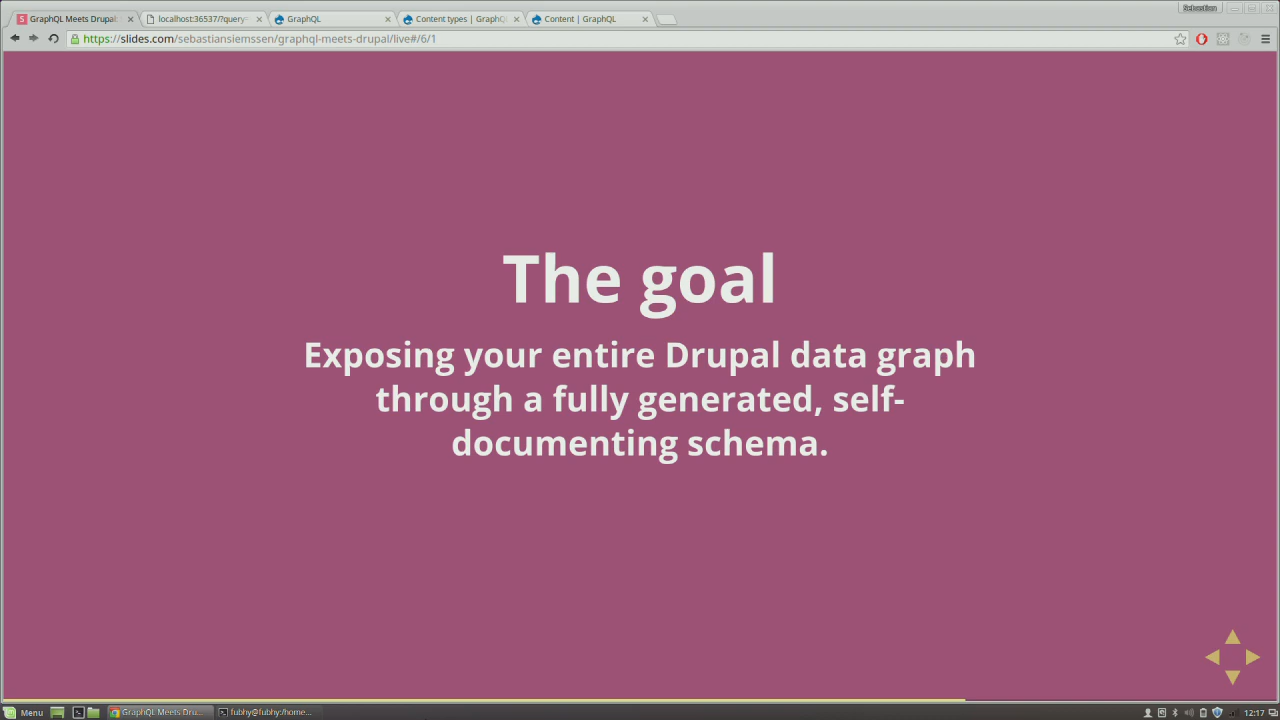 Sebastian
GraphQL Meets Drupal:
localhost:36537/?query=
GraphQL
Content types | GraphQL
Content | GraphQL
https://slides.com/sebastiansiemssen/graphql-meets-drupal/live#/6/1
The goal
Exposing your entire Drupal data graph
through a fully generated, self-
documenting schema.
Menu
GraphQL Meets Dru...
fubhy@fubhy:/home...
12:17